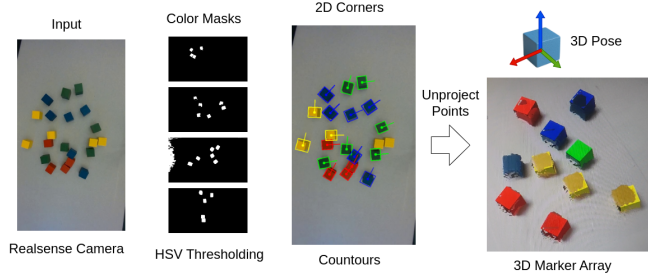 Input
Color Masks
2D Corners
3D Pose
Unproject
Points
Realsense Camera
HSV Thresholding
Countours
3D Marker Array